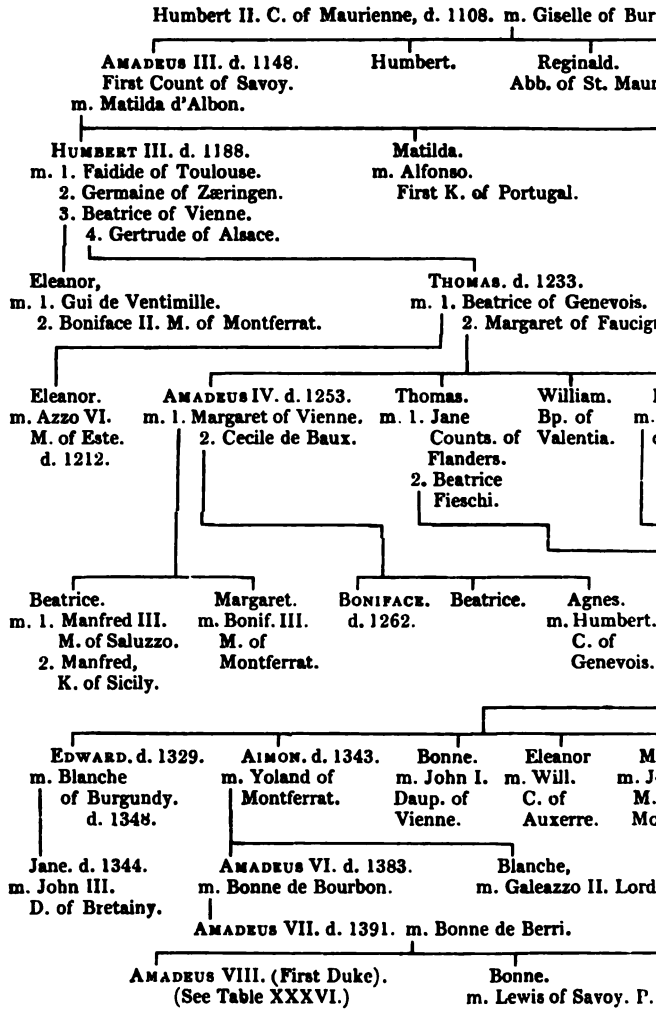 Humbert II. C. of Maurienne, d. 1108. m. Giselle of Bur
AMADEUS III. d. 1148. Humbert. Reginald.
First Count of Savoy. Abb. of St. Maur
m. Matilda d'Albon.
HUMBERT III. d. 1188. Matilda.
m. 1. Faidide of Toulouse. m. Alfonso.
2. Germaine of Zæringen. First K. of Portugal.
3. Beatrice of Vienne.
4. Gertrude of Alsace.
Eleanor, THOMAS. d. 1233.
m. 1. Gui de Ventimille. m. 1. Beatrice of Genevois.
2. Boniface II. M. of Montferrat. 2. Margaret of Faucig
Eleanor. AMADEUS IV. d. 1253. Thomas. William.
m. Azzo VI. m. 1. Margaret of Vienne. m. 1. Jane Bp. of m.
M. of Este. 2. Cecile de Baux. Counts. of Valentia.
d. 1212. Flanders.
2. Beatrice
Fieschi.
Beatrice. Margaret. BONIFACE. Beatrice. Agnes.
m. 1. Manfred III. m. Bonif. III. d. 1262. m. Humbert.
M. of Saluzzo. M. of C. of
2. Manfred, Montferrat. Genevois.
K. of Sicily.
EDWARD. d. 1329. AIMON. d. 1343. Bonne. Eleanor M
m. Blanche m. Yoland of m. John I. m. Will. m. J
of Burgundy. Montferrat. Daup. of C. of M.
d. 1348. Vienne. Auxerre. Mo
Jane. d. 1344. AMADEUS VI. d. 1383. Blanche,
m. John III. m. Bonne de Bourbon. m. Galeazzo II. Lord
D. of Bretainy.
AMADEUS VII. d. 1391. m. Bonne de Berri.
AMADEUS VIII. (First Duke). Bonne.
(See Table XXXVI.) m. Lewis of Savoy. P.